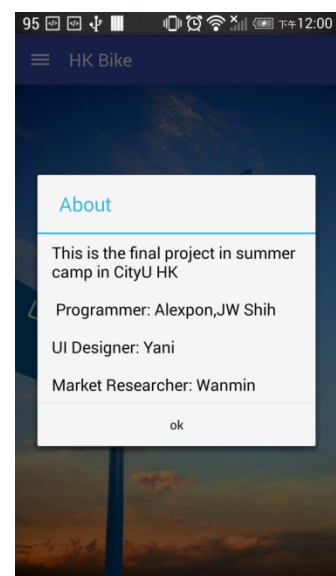 95 下午12:00
HK Bike
About
This is the final project in summer
camp in CityU HK
Programmer: Alexpon,JW Shih
UI Designer: Yani
Market Researcher: Wanmin
ok